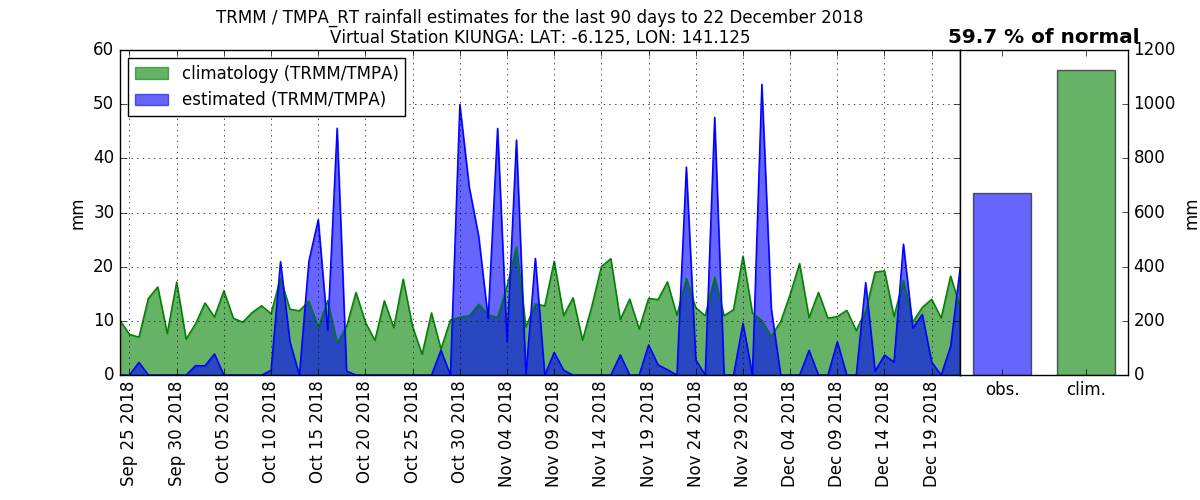 TRMM / TMPA_RT rainfall estimates for the last 90 days to 22 December 2018
Virtual Station KIUNGA: LAT: -6.125, LON: 141.125
59.7 % of normal
climatology (TRMM/TMPA)
estimated (TRMM/TMPA)
60
50
40
30
20
10
0
mm
1200
1000
800
600
400
200
0
mm
Sep 25 2018
Sep 30 2018
Oct 05 2018
Oct 10 2018
Oct 15 2018
Oct 20 2018
Oct 25 2018
Oct 30 2018
Nov 04 2018
Nov 09 2018
Nov 14 2018
Nov 19 2018
Nov 24 2018
Nov 29 2018
Dec 04 2018
Dec 09 2018
Dec 14 2018
Dec 19 2018
obs.
clim.